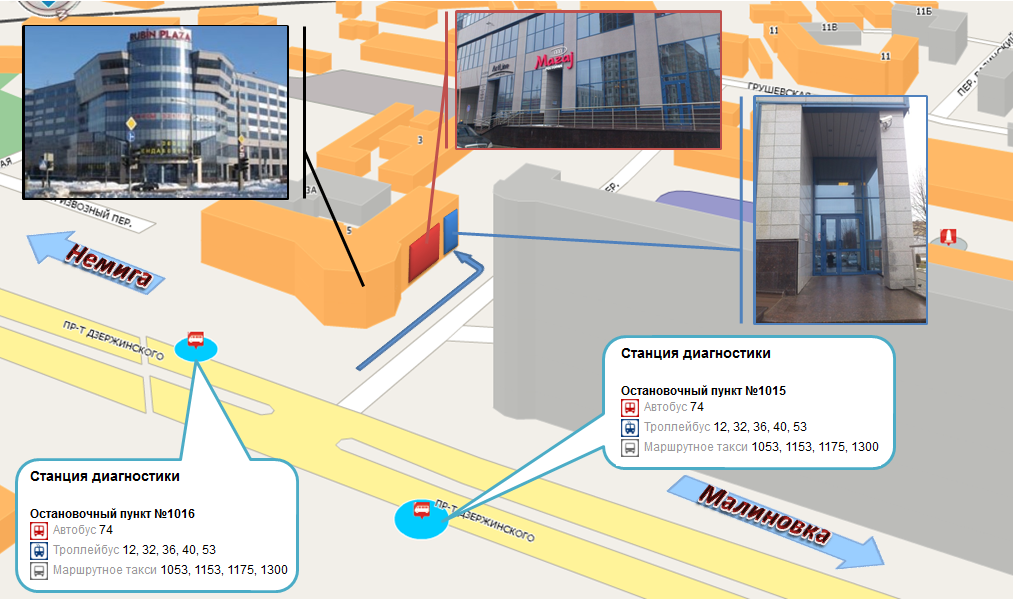 11Б
11
11В
11
ГРУШЕВСКАЯ
RUBIN PLAZA
Mazaj
3
ЗА
5
ПЕР.
Немига
ПР-Т ДЗЕРЖИНСКОГО
Станция диагностики
Остановочный пункт №1015
Автобус 74
Троллейбус 12, 32, 36, 40, 53
Маршрутное такси 1053, 1153, 1175, 1300
Станция диагностики
Остановочный пункт №1016
Автобус 74
Троллейбус 12, 32, 36, 40, 53
Маршрутное такси 1053, 1153, 1175, 1300
ПР-Т ДЗЕРЖИНСКОГО
Малиновка